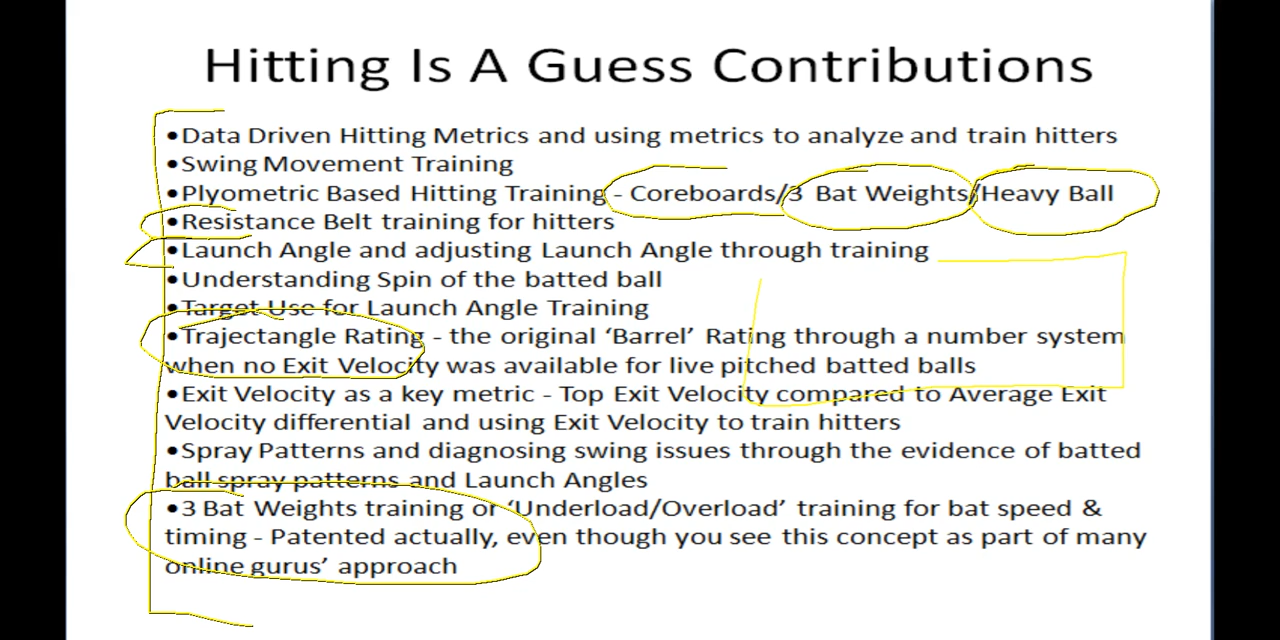 Hitting Is A Guess Contributions
•Data Driven Hitting Metrics and using metrics to analyze and train hitters
•Swing Movement Training
•Plyometric Based Hitting Training - Coreboards/3 Bat Weights/Heavy Ball
•Resistance Belt training for hitters
•Launch Angle and adjusting Launch Angle through training
•Understanding Spin of the batted ball
•Target Use for Launch Angle Training
•Trajectangle Rating - the original ‘Barrel’ Rating through a number system
when no Exit Velocity was available for live pitched batted balls
•Exit Velocity as a key metric - Top Exit Velocity compared to Average Exit
Velocity differential and using Exit Velocity to train hitters
•Spray Patterns and diagnosing swing issues through the evidence of batted
ball spray patterns and Launch Angles
•3 Bat Weights training or ‘Underload/Overload’ training for bat speed &
timing - Patented actually, even though you see this concept as part of many
online gurus’ approach